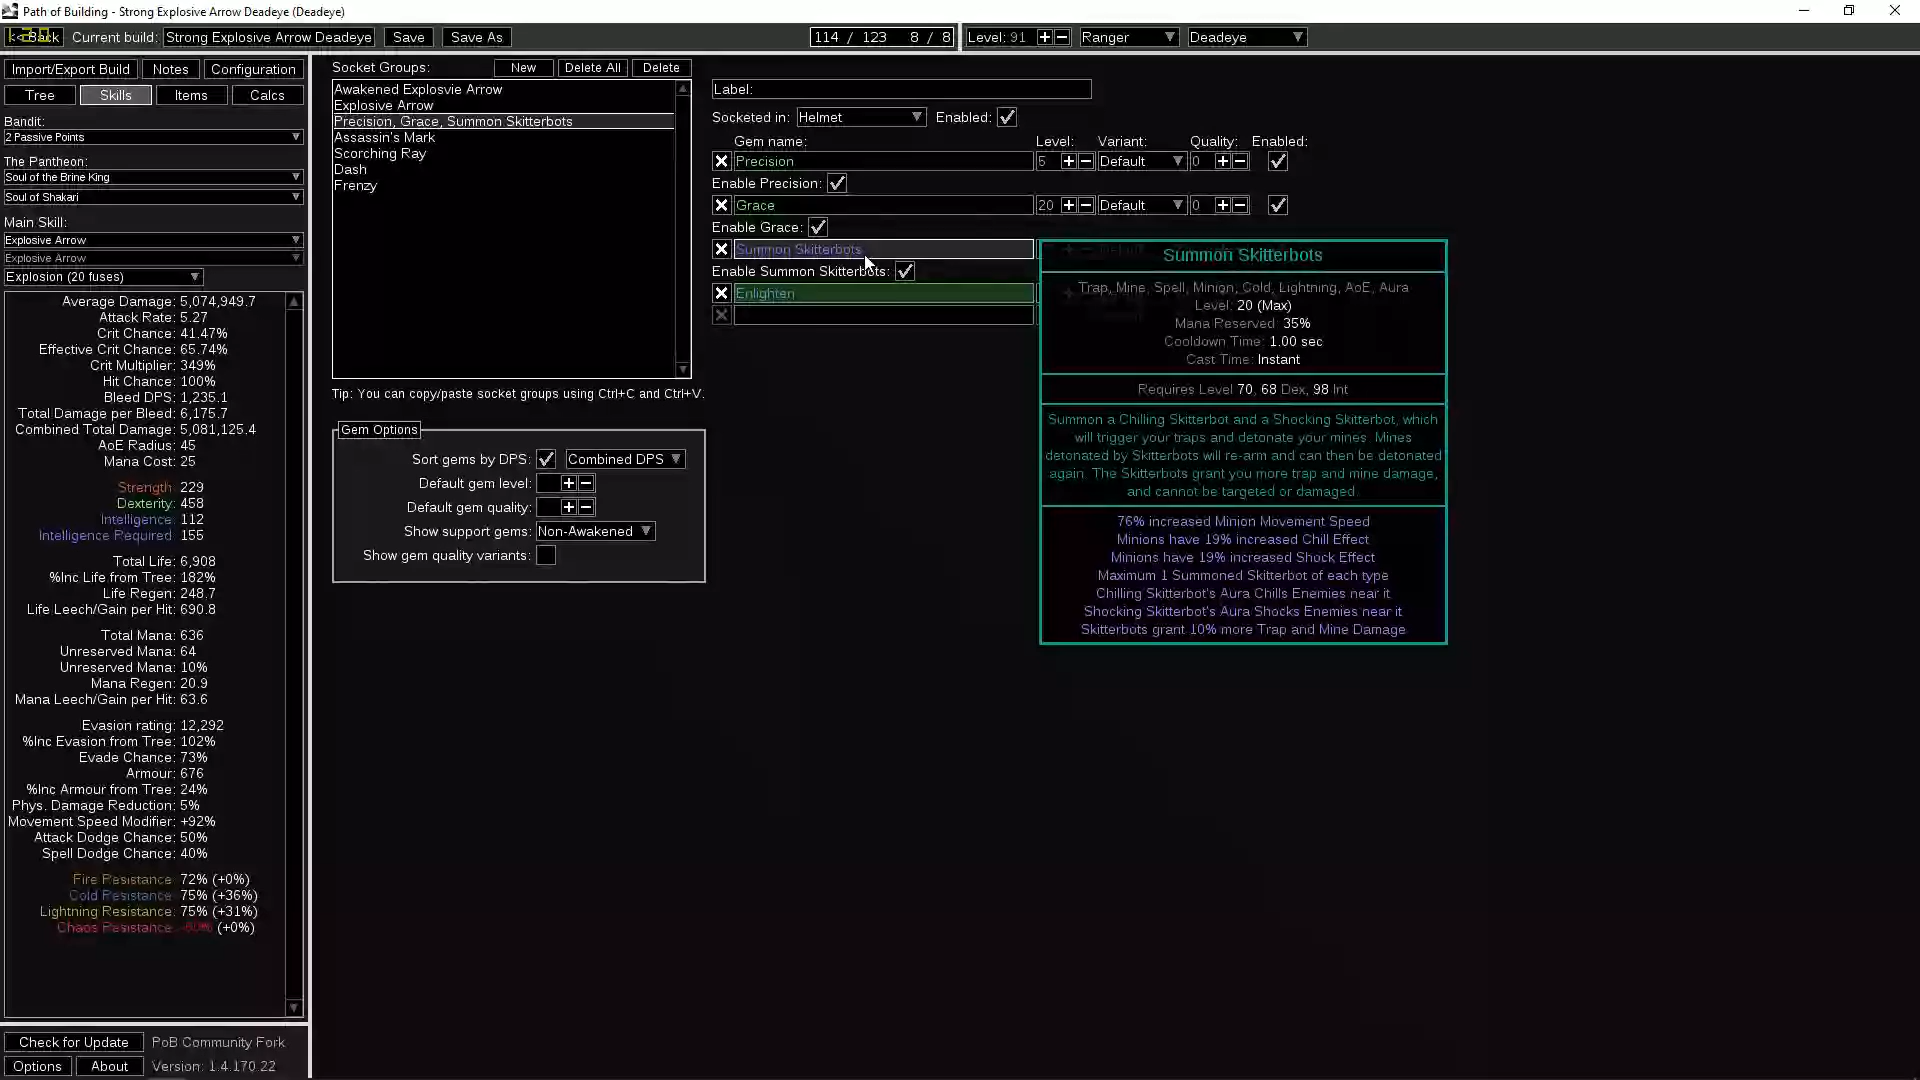 Path of Building - Strong Explosive Arrow Deadeye (Deadeye)
Current build: Strong Explosive Arrow Deadeye Save Save As 114 / 123 8 / 8 Level: 91 Ranger Deadeye
Import/Export Build Notes Configuration
Tree Skills Items Calcs
Bandit:
2 Passive Points
The Pantheon:
Soul of the Brine King
Soul of Shakari
Main Skill:
Explosive Arrow
Explosive Arrow
Explosion (20 fuses)
Average Damage: 5,074,949.7
Attack Rate: 5.27
Crit Chance: 41.47%
Effective Crit Chance: 65.74%
Crit Multiplier: 349%
Hit Chance: 100%
Bleed DPS: 1,235.1
Total Damage per Bleed: 6,175.7
Combined Total Damage: 5,081,125.4
AoE Radius: 45
Mana Cost: 25
Strength: 229
Dexterity: 458
Intelligence: 112
Intelligence Required: 155
Total Life: 6,908
%Inc Life from Tree: 182%
Life Regen: 248.7
Life Leech/Gain per Hit: 690.8
Total Mana: 636
Unreserved Mana: 64
Unreserved Mana: 10%
Mana Regen: 20.9
Mana Leech/Gain per Hit: 63.6
Evasion rating: 12,292
%Inc Evasion from Tree: 102%
Evade Chance: 73%
Armour: 676
%Inc Armour from Tree: 24%
Phys. Damage Reduction: 5%
Movement Speed Modifier: +92%
Attack Dodge Chance: 50%
Spell Dodge Chance: 40%
Fire Resistance: 72% (+0%)
Cold Resistance: 75% (+36%)
Lightning Resistance: 75% (+31%)
Chaos Resistance: (+0%)
Check for Update PoB Community Fork
Options About Version: 1.4.170.22
Socket Groups: New Delete All Delete
Awakened Explosvie Arrow
Explosive Arrow
Precision, Grace, Summon Skitterbots
Assassin's Mark
Scorching Ray
Dash
Frenzy
Tip: You can copy/paste socket groups using Ctrl+C and Ctrl+V.
Gem Options
Sort gems by DPS: Combined DPS
Default gem level:
Default gem quality:
Show support gems: Non-Awakened
Show gem quality variants:
Label:
Socketed in: Helmet Enabled:
Gem name: Level: Variant: Quality: Enabled:
Precision 5 Default 0
Enable Precision:
Grace 20 Default 0
Enable Grace:
Summon Skitterbots
Enable Summon Skitterbots:
Enlighten
Summon Skitterbots
Trap, Mine, Spell, Minion, Cold, Lightning, AoE, Aura
Level: 20 (Max)
Mana Reserved: 35%
Cooldown Time: 1.00 sec
Cast Time: Instant
Requires Level 70, 68 Dex, 98 Int
Summon a Chilling Skitterbot and a Shocking Skitterbot, which
will trigger your traps and detonate your mines. Mines
detonated by Skitterbots will re-arm and can then be detonated
again. The Skitterbots grant you more trap and mine damage,
and cannot be targeted or damaged.
76% increased Minion Movement Speed
Minions have 19% increased Chill Effect
Minions have 19% increased Shock Effect
Maximum 1 Summoned Skitterbot of each type
Chilling Skitterbot's Aura Chills Enemies near it
Shocking Skitterbot's Aura Shocks Enemies near it
Skitterbots grant 10% more Trap and Mine Damage